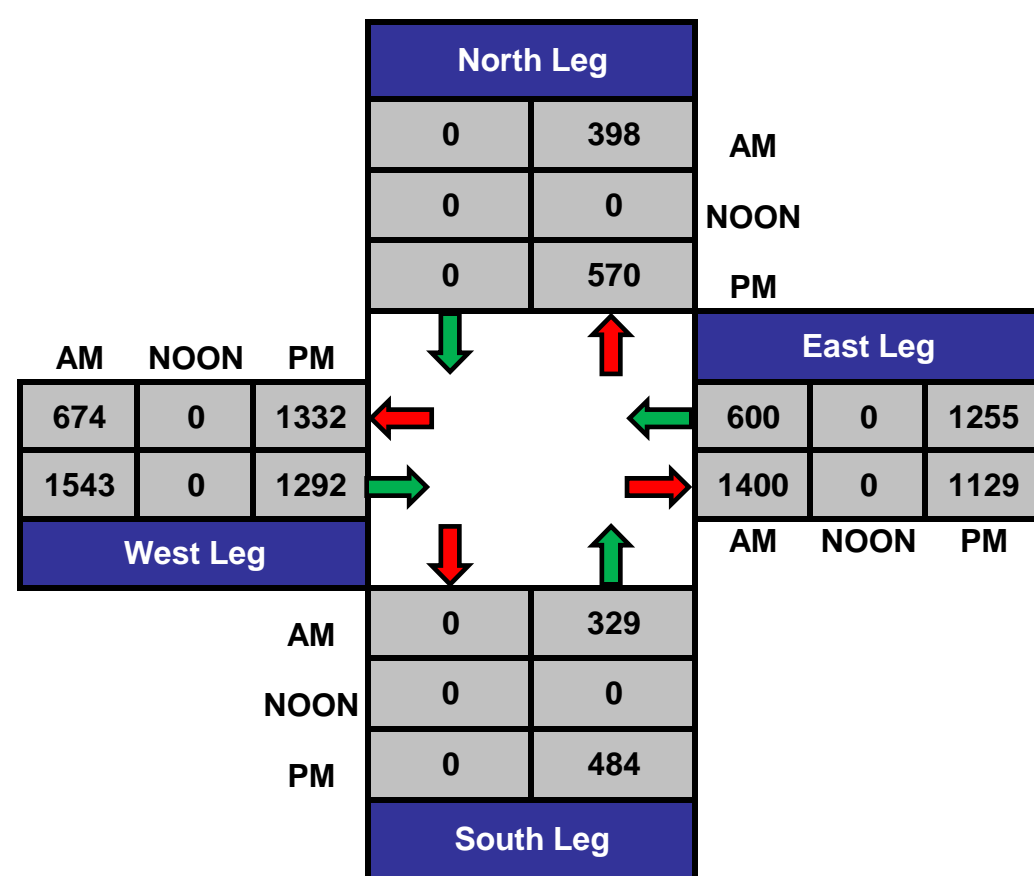 North Leg
0 398 AM
0 0 NOON
0 570 PM
East Leg
AM NOON PM
674 0 1332 600 0 1255
1543 0 1292 1400 0 1129
West Leg AM NOON PM
AM 0 329
NOON 0 0
PM 0 484
South Leg